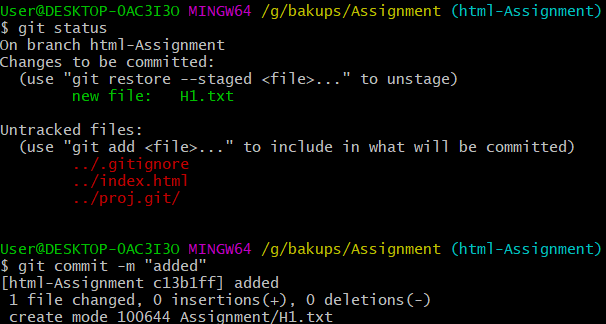 User@DESKTOP-OAC3I3O MINGW64 /g/bakups/Assignment (html-Assignment)
$ git status
On branch html-Assignment
Changes to be committed:
  (use "git restore --staged <file>..." to unstage)
        new file:   H1.txt

Untracked files:
  (use "git add <file>..." to include in what will be committed)
        ../.gitignore
        ../index.html
        ../proj.git/

User@DESKTOP-OAC3I3O MINGW64 /g/bakups/Assignment (html-Assignment)
$ git commit -m "added"
[html-Assignment c13b1ff] added
 1 file changed, 0 insertions(+), 0 deletions(-)
 create mode 100644 Assignment/H1.txt